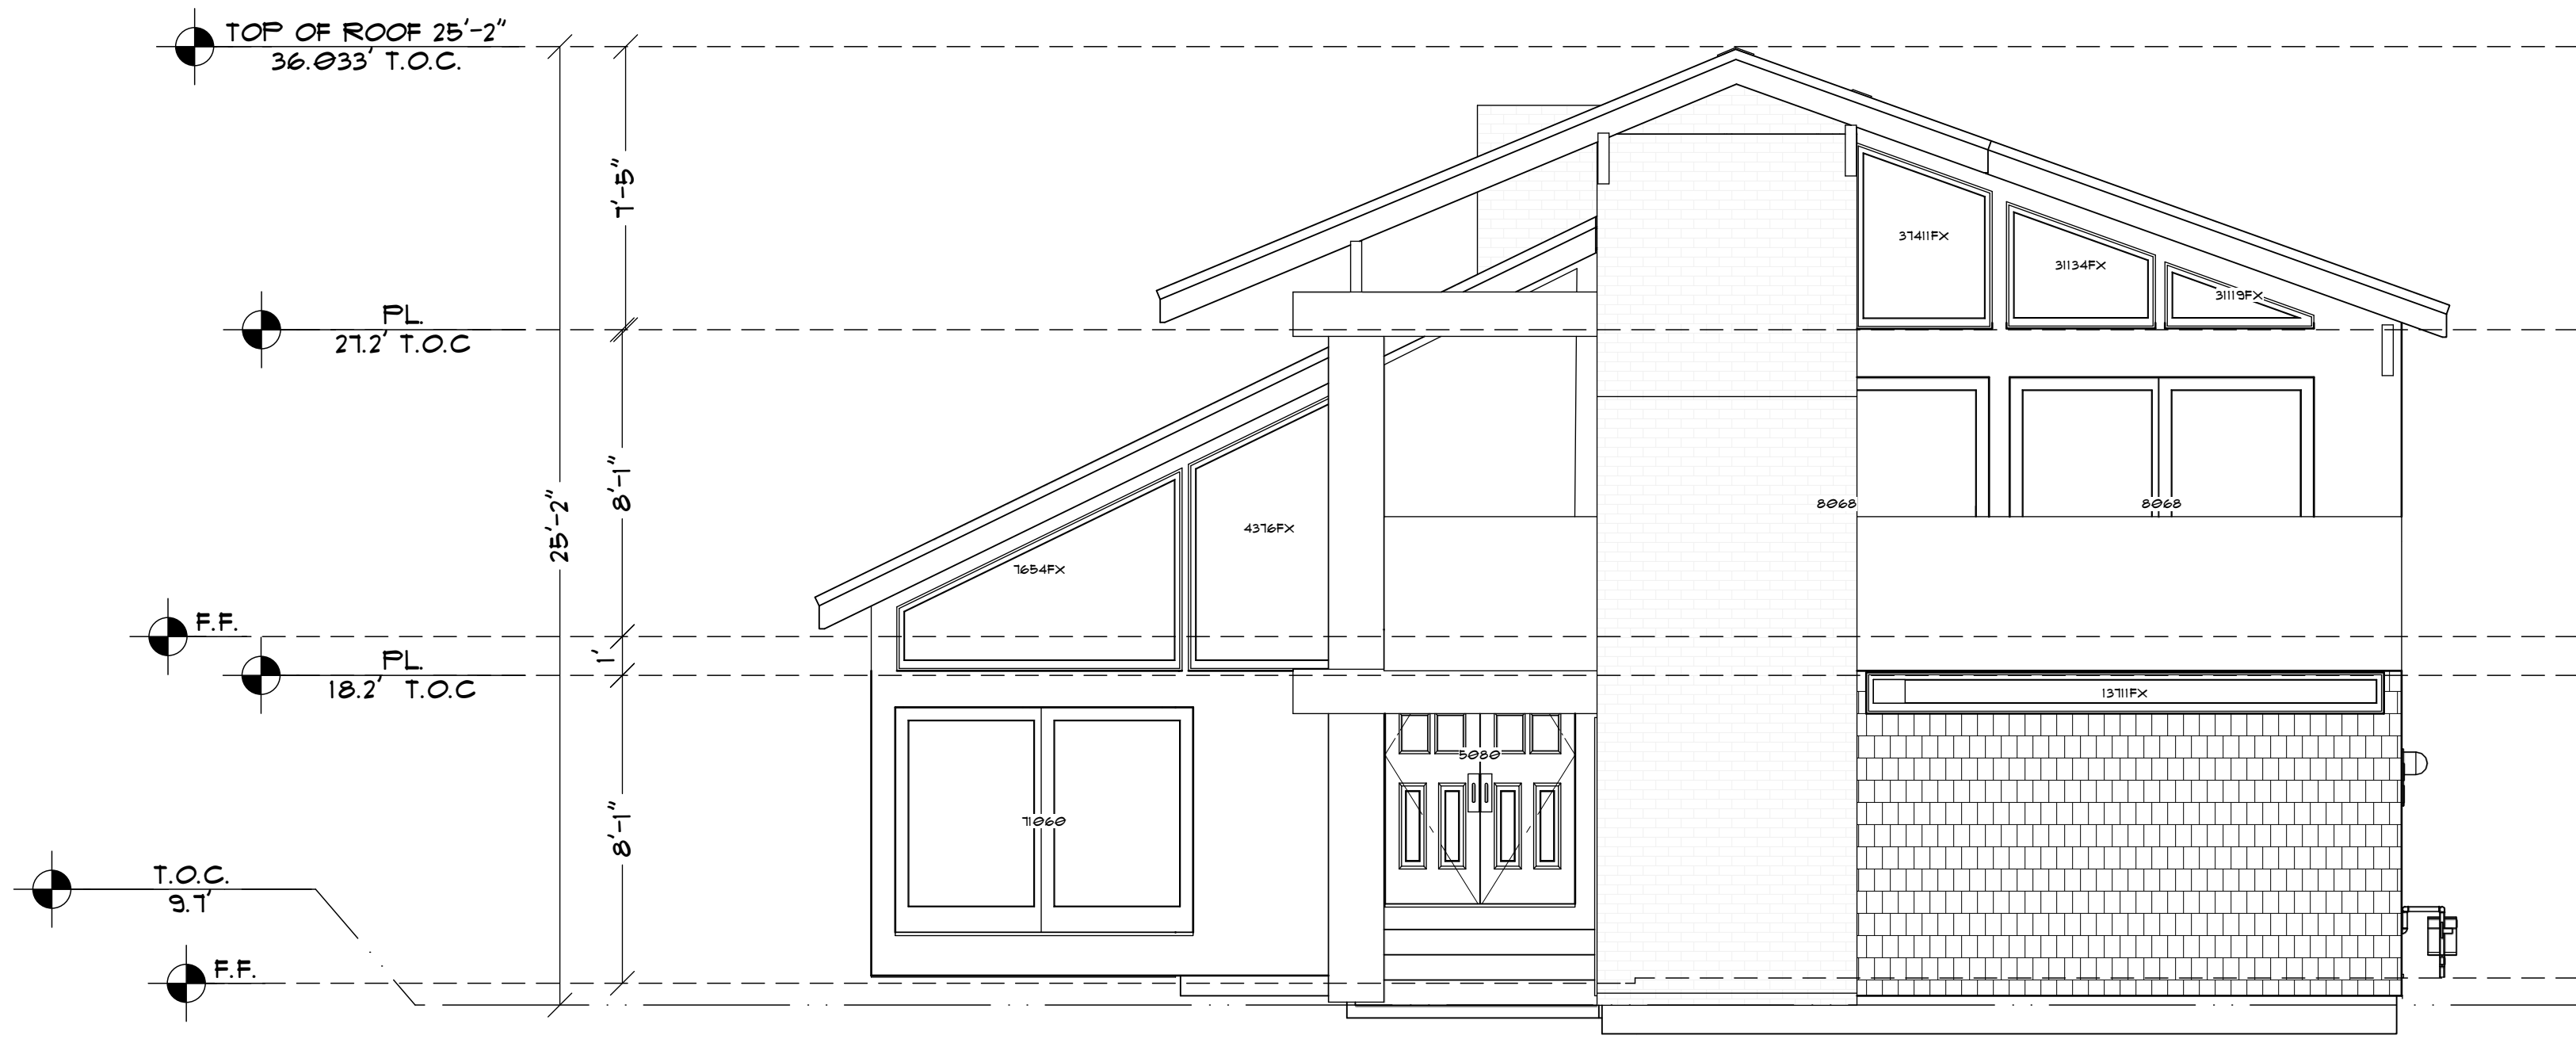 TOP OF ROOF 25'-2"
36.033' T.O.C.
7'-5"
37411FX
31134FX
31119FX
PL.
27.2' T.O.C
8'-1"
25'-2"
8068
8068
4376FX
7654FX
F.F.
1'
PL.
18.2' T.O.C
13711FX
5080
71060
8'-1"
T.O.C.
9.7'
F.F.